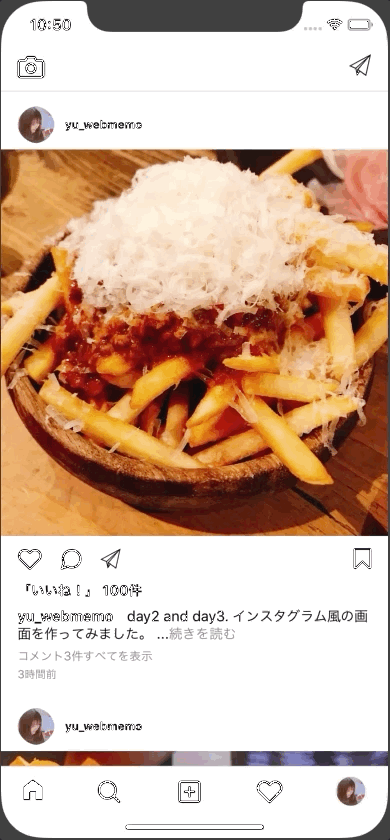 10:50
yu_webmemo
「いいね！」 100件
yu_webmemo day2 and day3. インスタグラム風の画
面を作ってみました。 ...続きを読む
コメント3件すべてを表示
3時間前
yu_webmemo